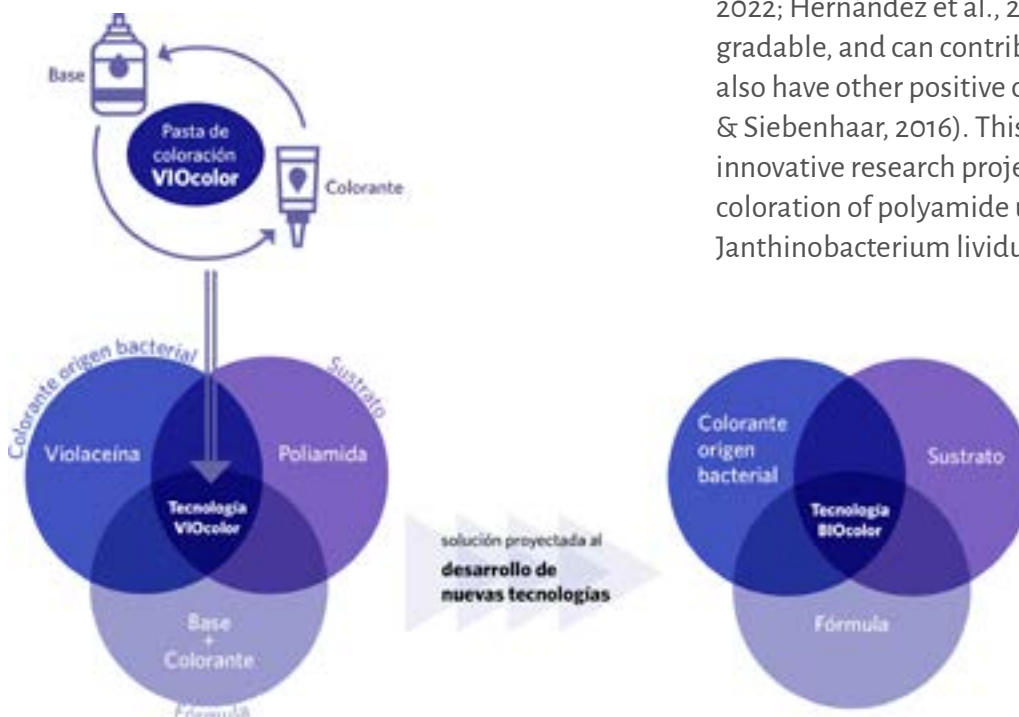 2022; Hernandez et al., 2
gradable, and can contrib
also have other positive
& Siebenhaar, 2016). This
innovative research proje
coloration of polyamide
Janthinobacterium lividu
Base
Pasta de
coloración
VIOcolor
Colorante
Colorante origen bacterial
Sustrato
Violaceína
Poliamida
Tecnología
VIOcolor
Base
+
Colorante
Fórmula
solución proyectada al
desarrollo de
nuevas tecnologías
Colorante
origen
bacterial
Sustrato
Tecnología
BIOcolor
Fórmula